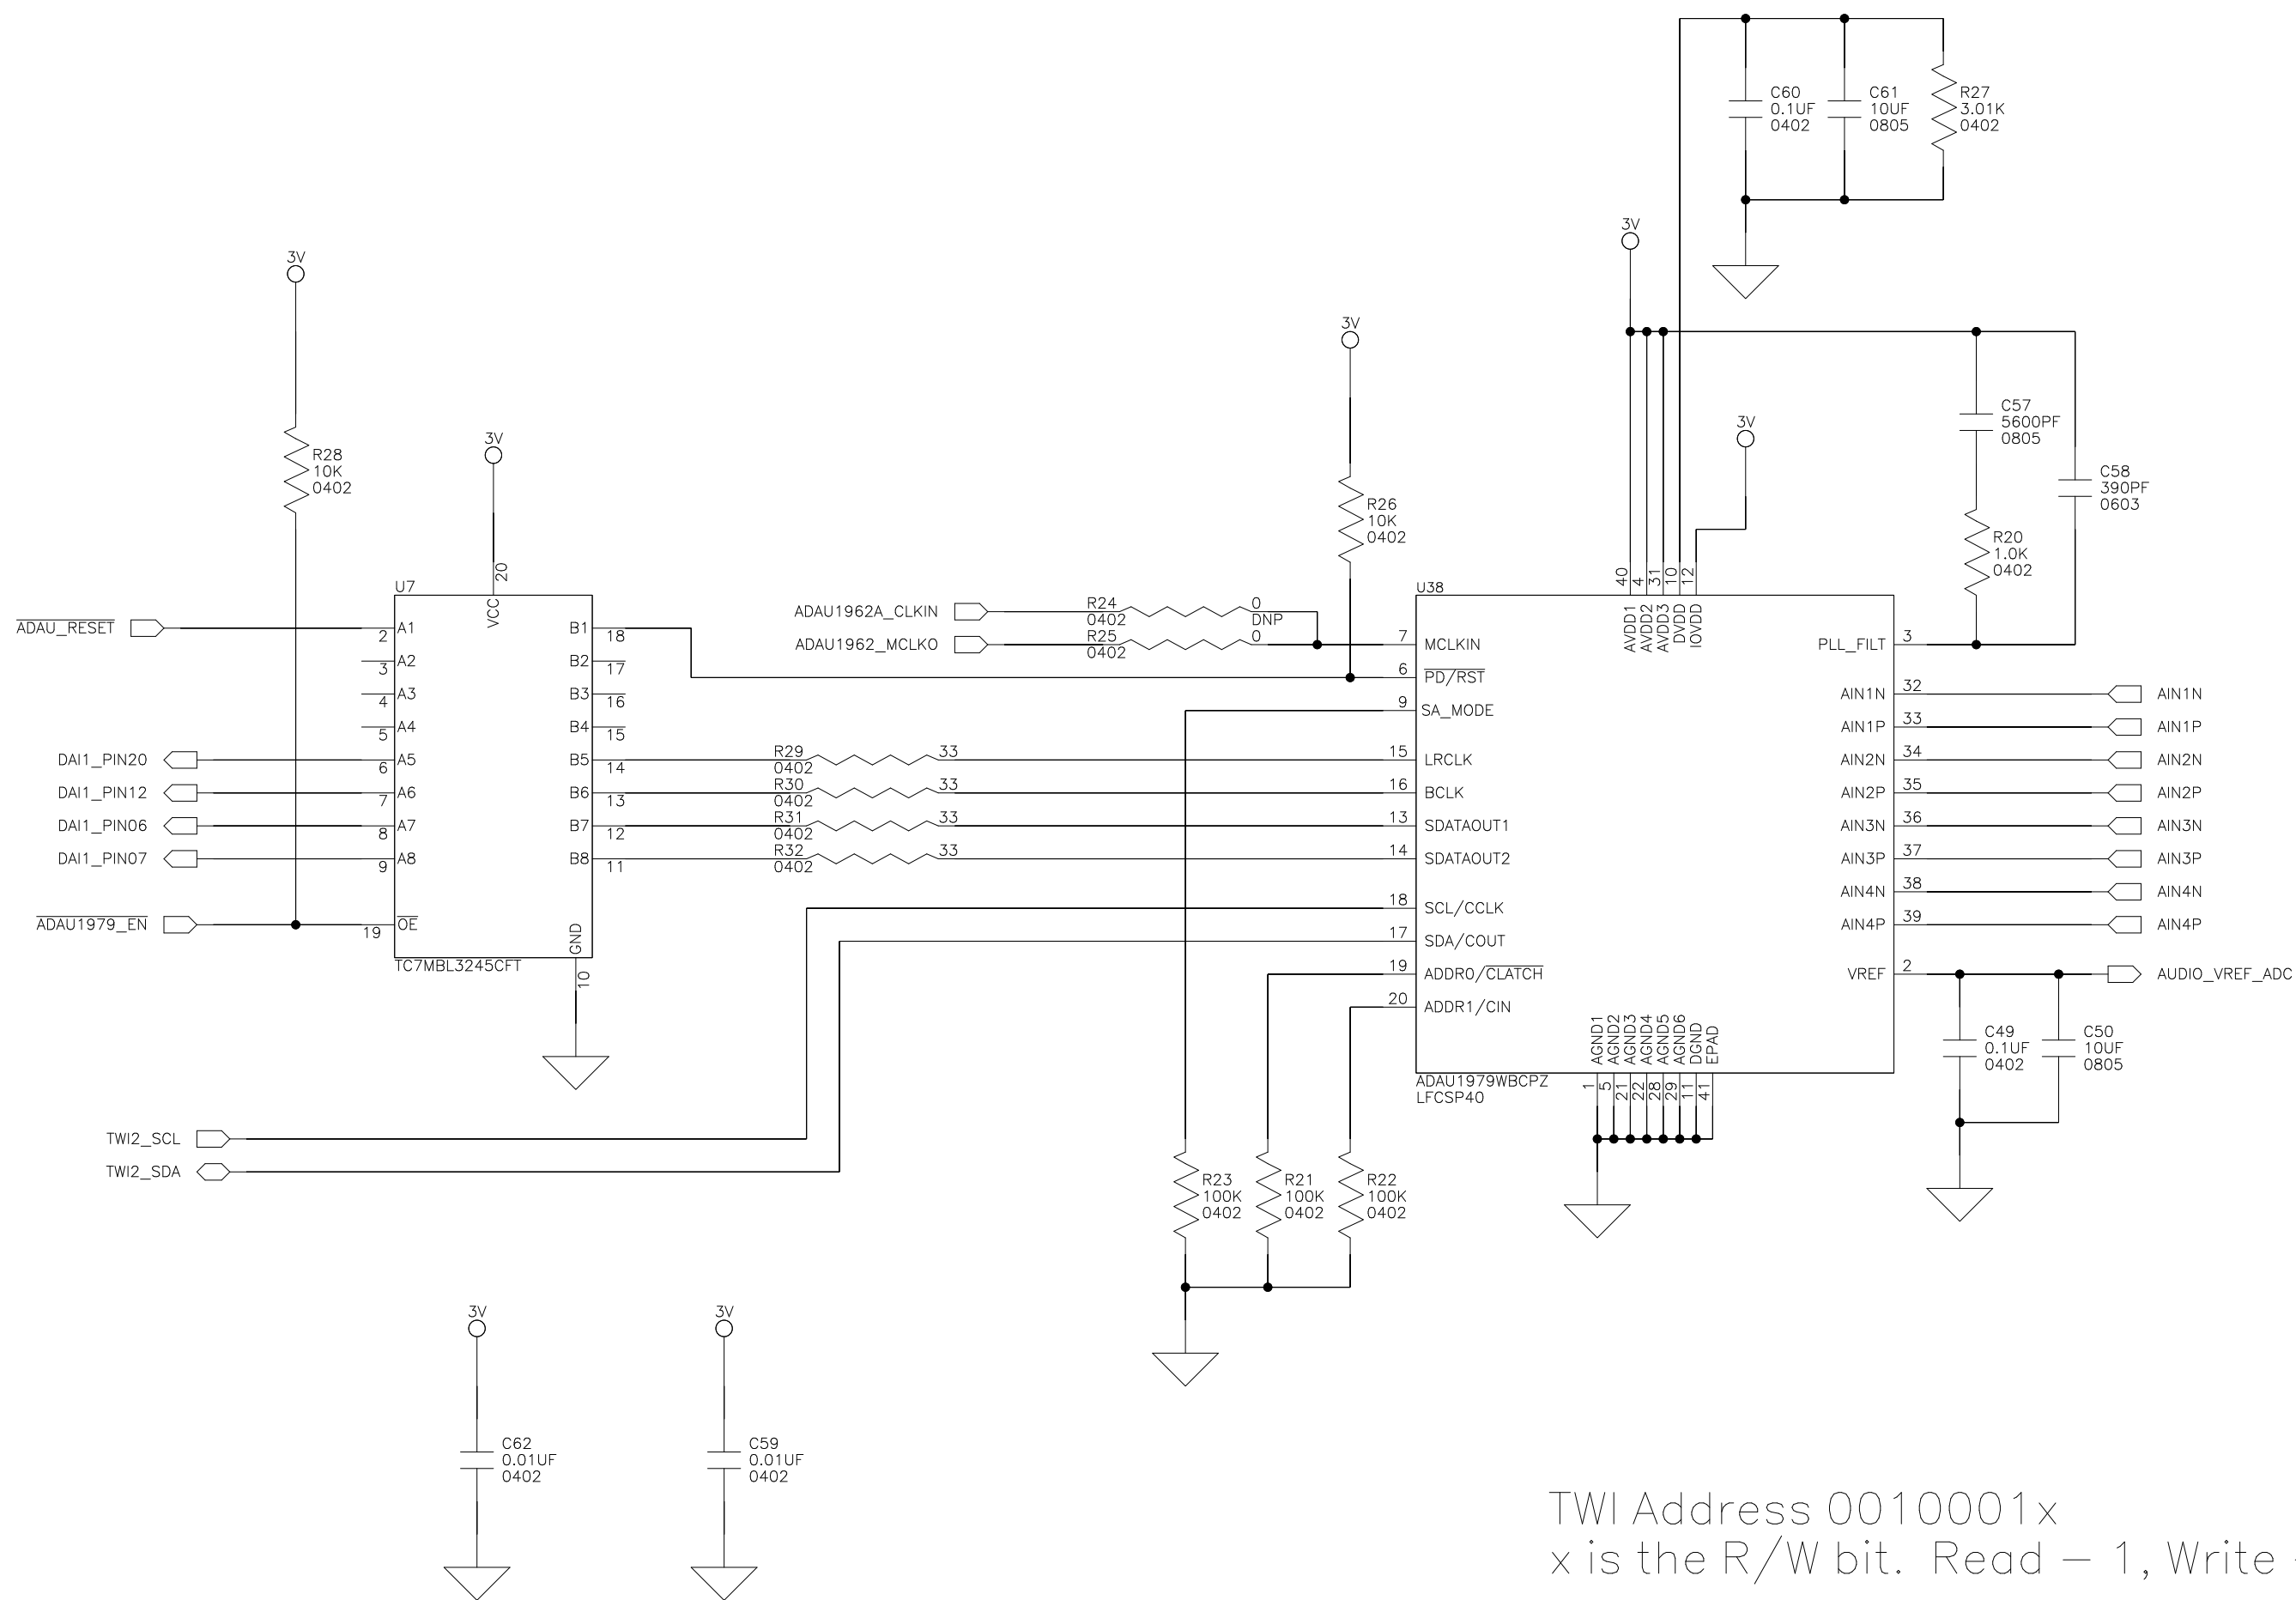 C60
0.1UF
0402
C61
10UF
0805
R27
3.01K
0402
3V
3V
3V
3V
3V
R28
10K
0402
R26
10K
0402
C57
5600PF
0805
C58
390PF
0603
R20
1.0K
0402
U7
20
VCC
ADAU_RESET
2
A1
B1
18
3
A2
B2
17
4
A3
B3
16
5
A4
B4
15
DAI1_PIN20
6
A5
B5
14
DAI1_PIN12
7
A6
B6
13
DAI1_PIN06
8
A7
B7
12
DAI1_PIN07
9
A8
B8
11
ADAU1979_EN
19
OE
GND
10
TC7MBL3245CFT
ADAU1962A_CLKIN
R24
0402
0
DNP
ADAU1962_MCLKO
R25
0402
0
R29
0402
33
R30
0402
33
R31
0402
33
R32
0402
33
U38
40
4
31
10
12
AVDD1
AVDD2
AVDD3
DVDD
IOVDD
7
MCLKIN
6
PD/RST
9
SA_MODE
15
LRCLK
16
BCLK
13
SDATAOUT1
14
SDATAOUT2
18
SCL/CCLK
17
SDA/COUT
19
ADDR0/CLATCH
20
ADDR1/CIN
PLL_FILT
3
AIN1N
32
AIN1N
AIN1P
33
AIN1P
AIN2N
34
AIN2N
AIN2P
35
AIN2P
AIN3N
36
AIN3N
AIN3P
37
AIN3P
AIN4N
38
AIN4N
AIN4P
39
AIN4P
VREF
2
AUDIO_VREF_ADC
AGND1
AGND2
AGND3
AGND4
AGND5
AGND6
DGND
EPAD
1
5
21
22
28
29
11
41
ADAU1979WBCPZ
LFCSP40
C49
0.1UF
0402
C50
10UF
0805
TWI2_SCL
TWI2_SDA
R23
100K
0402
R21
100K
0402
R22
100K
0402
3V
3V
C62
0.01UF
0402
C59
0.01UF
0402
TWI Address 0010001x
x is the R/W bit. Read – 1, Write